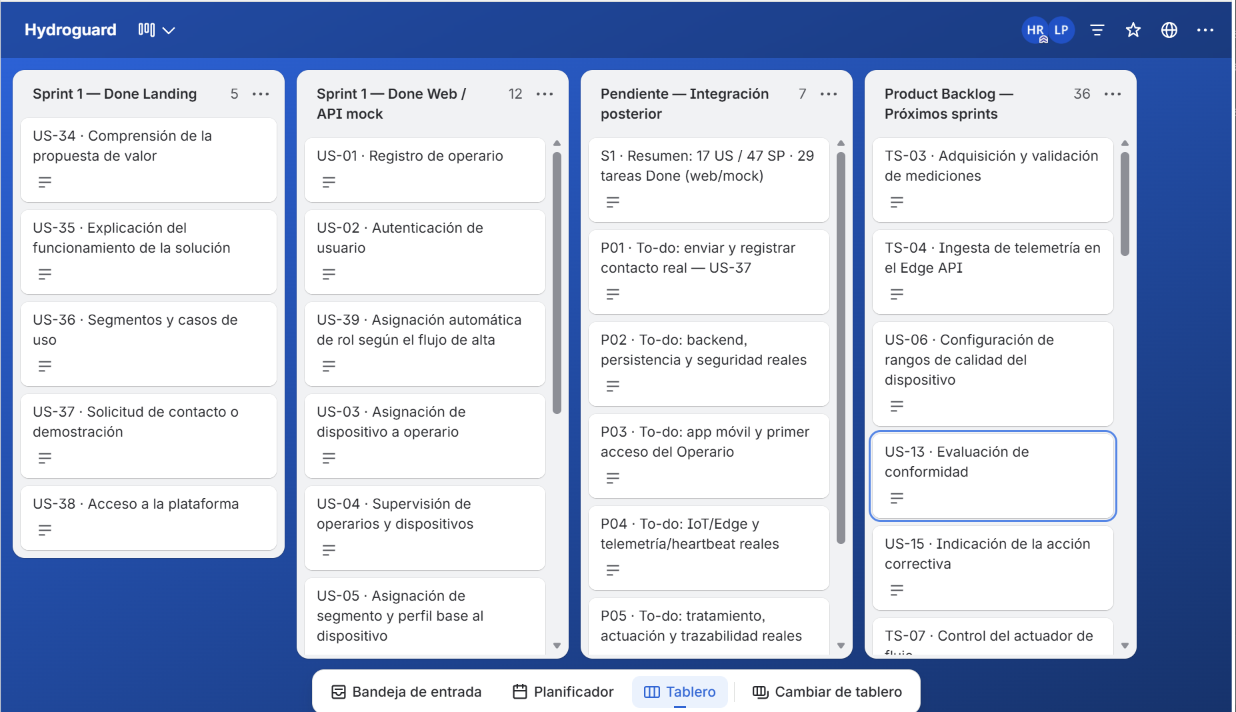 Hydroguard
HR LP
Sprint 1 — Done Landing 5
US-34 · Comprensión de la
propuesta de valor
US-35 · Explicación del
funcionamiento de la solución
US-36 · Segmentos y casos de
uso
US-37 · Solicitud de contacto o
demostración
US-38 · Acceso a la plataforma
Sprint 1 — Done Web / 12
API mock
US-01 · Registro de operario
US-02 · Autenticación de
usuario
US-39 · Asignación automática
de rol según el flujo de alta
US-03 · Asignación de
dispositivo a operario
US-04 · Supervisión de
operarios y dispositivos
US-05 · Asignación de
segmento y perfil base al
dispositivo
Pendiente — Integración 7
posterior
S1 · Resumen: 17 US / 47 SP · 29
tareas Done (web/mock)
P01 · To-do: enviar y registrar
contacto real — US-37
P02 · To-do: backend,
persistencia y seguridad reales
P03 · To-do: app móvil y primer
acceso del Operario
P04 · To-do: IoT/Edge y
telemetría/heartbeat reales
P05 · To-do: tratamiento,
actuación y trazabilidad reales
Product Backlog — 36
Próximos sprints
TS-03 · Adquisición y validación
de mediciones
TS-04 · Ingesta de telemetría en
el Edge API
US-06 · Configuración de
rangos de calidad del
dispositivo
US-13 · Evaluación de
conformidad
US-15 · Indicación de la acción
correctiva
TS-07 · Control del actuador de
flujo
Bandeja de entrada
Planificador
Tablero
Cambiar de tablero